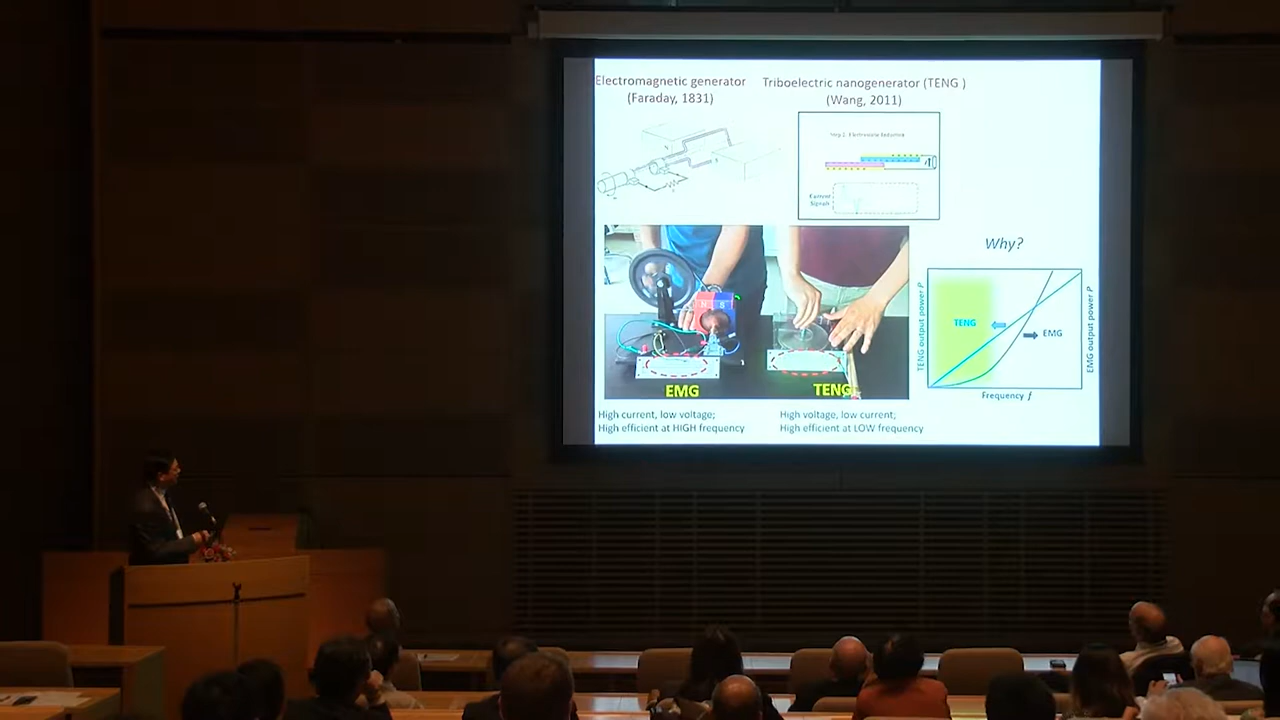 Electromagnetic generator
(Faraday, 1831)
Triboelectric nanogenerator (TENG )
(Wang, 2011)
Current
Signals
N S
EMG
TENG
High current, low voltage;
High efficient at HIGH frequency
High voltage, low current;
High efficient at LOW frequency
Why?
TENG output power P
TENG
EMG
EMG output power P
Frequency f